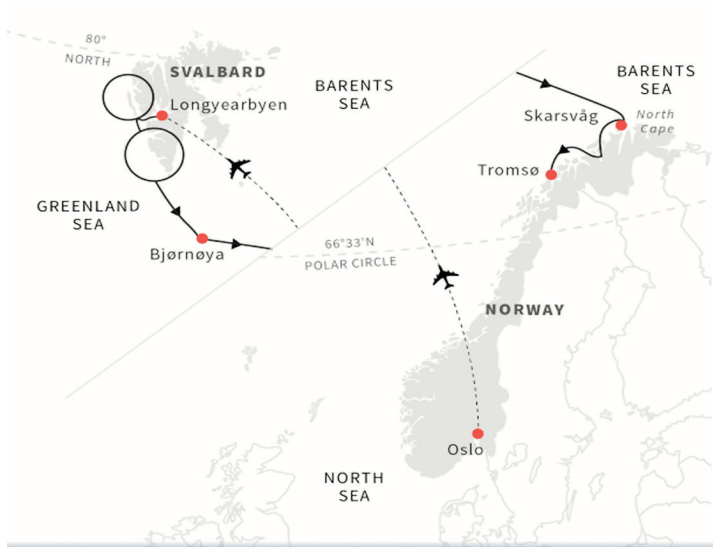 80°
NORTH
SVALBARD
Longyearbyen
BARENTS
SEA
BARENTS
SEA
Skarsvåg
North
Cape
Tromsø
GREENLAND
SEA
Bjørnøya
66°33'N
POLAR CIRCLE
NORWAY
Oslo
NORTH
SEA